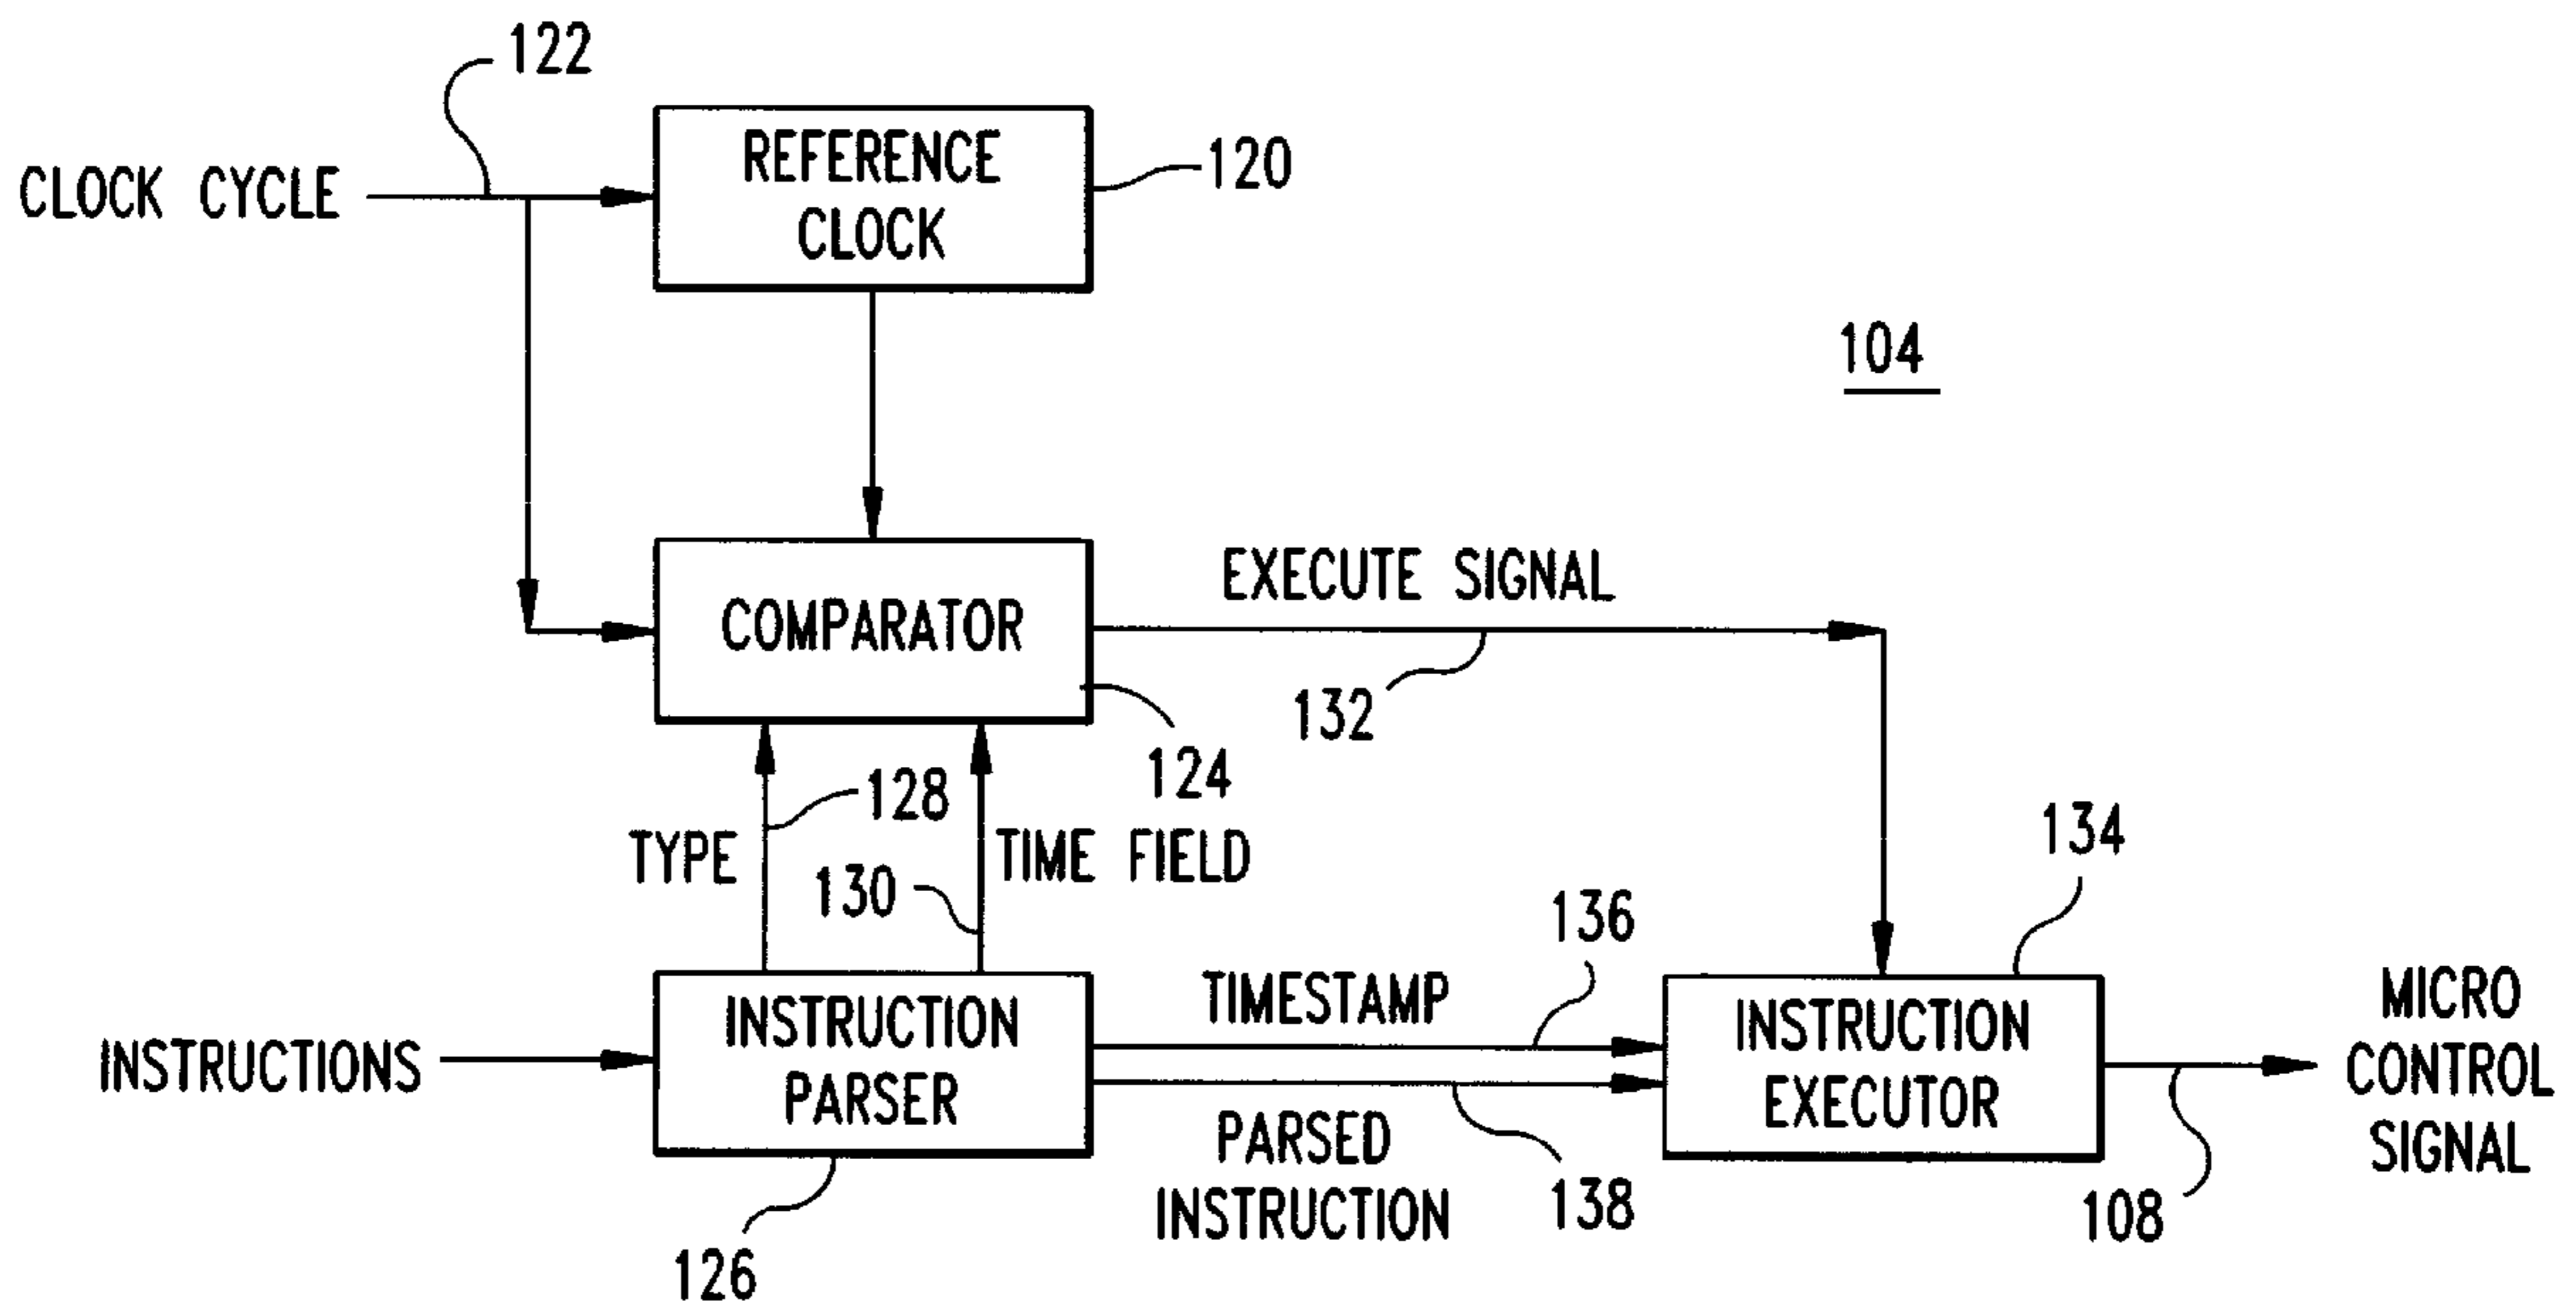 122
REFERENCE
CLOCK
120
CLOCK CYCLE
104
COMPARATOR
EXECUTE SIGNAL
132
124
128
TYPE
TIME FIELD
130
134
136
TIMESTAMP
INSTRUCTIONS
INSTRUCTION
PARSER
INSTRUCTION
EXECUTOR
MICRO
CONTROL
SIGNAL
PARSED
INSTRUCTION
138
108
126